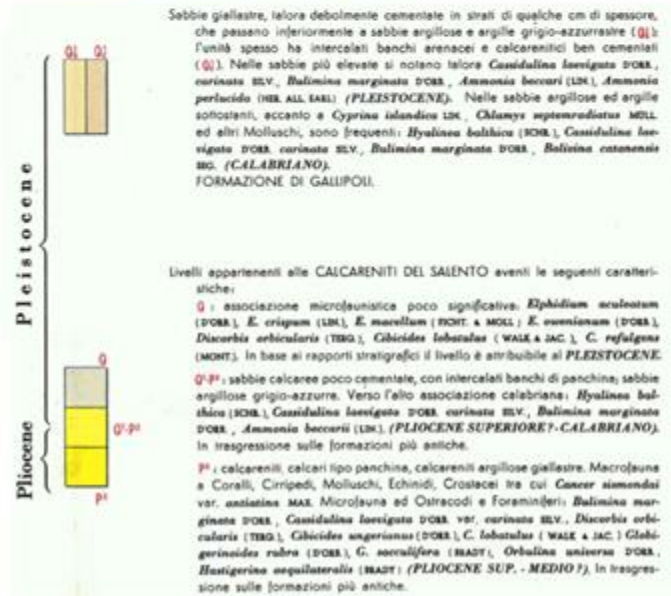 Sabbie giallastre, talora debolmente cementate in strati di qualche cm di spessore,
che passano inferiormente a sabbie argillose e argille grigio-azzurrastre
l'unità spesso ha intercalati banchi arenacei e calcarenitici ben cementati
Nelle sabbie più elevate si notano talora Cassidulina laevigata D'ORB.,
carinata SILV., Bulimina marginata D'ORB., Ammonia beccari (LIN.), Ammonia
perlucida (HER. ALL. EARL) (PLEISTOCENE). Nelle sabbie argillose ed argille
sottostanti, accanto a Cyprina islandica LIN., Chlamys septemradiatus MÜLL.
ed altri Molluschi, sono frequenti: Hyalinea balthica (SCHR.), Cassidulina lae-
vigata D'ORB. carinata SILV., Bulimina marginata D'ORB., Bolivina catanensis
SEG. (CALABRIANO).
FORMAZIONE DI GALLIPOLI.
Pleistocene
Livelli appartenenti alle CALCARENITI DEL SALENTO aventi le seguenti caratteri-
stiche:
Q : associazione microfaunistica poco significativa: Elphidium aculeatum
(D'ORB.), E. crispum (LIN.), E. macellum (FICHT. & MOLL.) E. owenianum (D'ORB.),
Discorbis orbicularis (TERQ.), Cibicides lobatulus (WALK & JAC.), C. refulgens
(MONT.). In base ai rapporti stratigrafici il livello è attribuibile al PLEISTOCENE.
Q
sabbie calcaree poco cementate, con intercalati banchi di panchina; sabbie
argillose grigio-azzurre. Verso l'alto associazione calabriana: Hyalinea bal-
thica (SCHR.), Cassidulina laevigata D'ORB. carinata SILV., Bulimina marginata
D'ORB., Ammonia beccarii (LIN.). (PLIOCENE SUPERIORE?-CALABRIANO).
In trasgressione sulle formazioni più antiche.
Pliocene
calcareniti, calcari tipo panchina, calcareniti argillose giallastre. Macrofauna
a Coralli, Cirripedi, Molluschi, Echinidi, Crostacei tra cui Cancer sismondai
var. antiatina MAX. Microfauna ad Ostracodi e Foraminiferi: Bulimina mar-
ginata D'ORB., Cassidulina laevigata D'ORB. var. carinata SILV., Discorbis orbi-
cularis (TERQ.), Cibicides ungerianus (D'ORB.), C. lobatulus (WALK & JAC.) Globi-
gerinoides rubra (D'ORB.), G. sacculifera (BRADY), Orbulina universa D'ORB.,
Hastigerina aequilateralis (BRADY) (PLIOCENE SUP. - MEDIO?). In trasgres-
sione sulle formazioni più antiche.